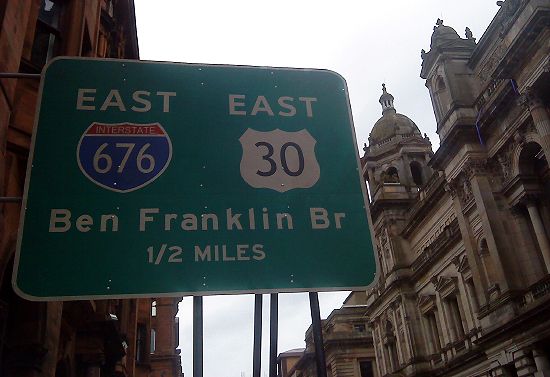 EAST EAST
INTERSTATE
676 30
Ben Franklin Br
1/2 MILES